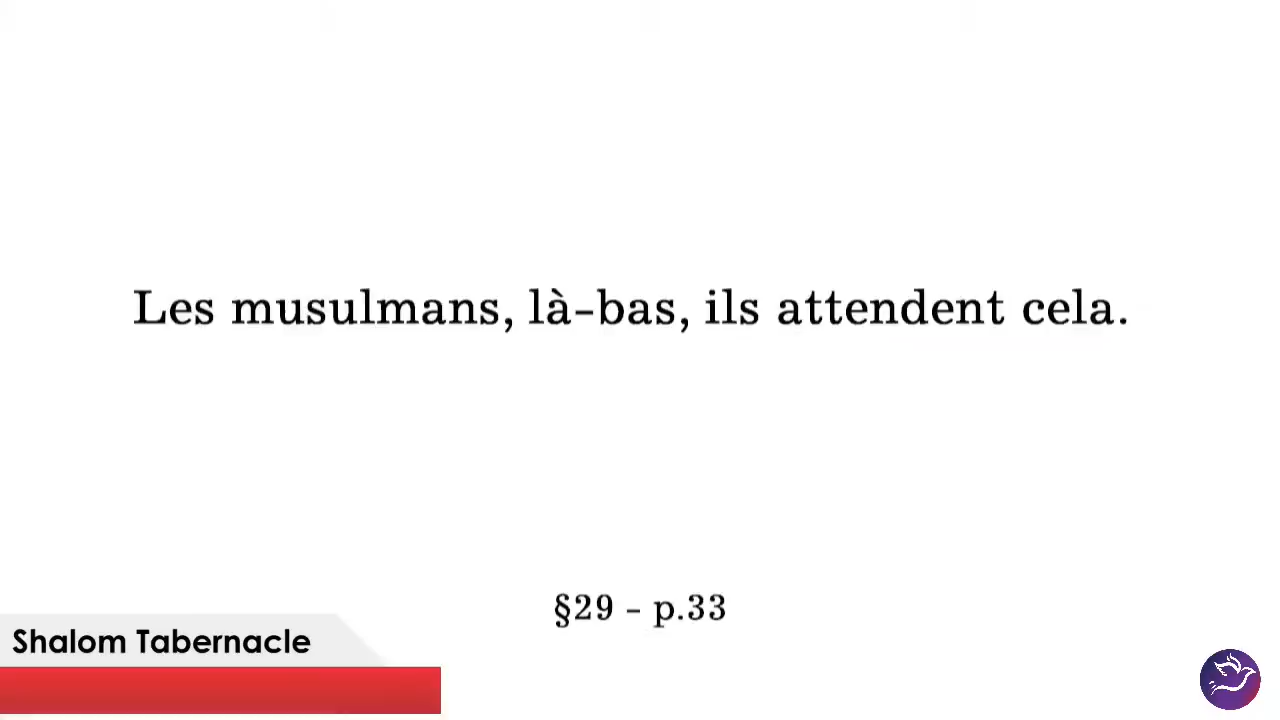 Les musulmans, là-bas, ils attendent cela.
§29 - p.33
Shalom Tabernacle